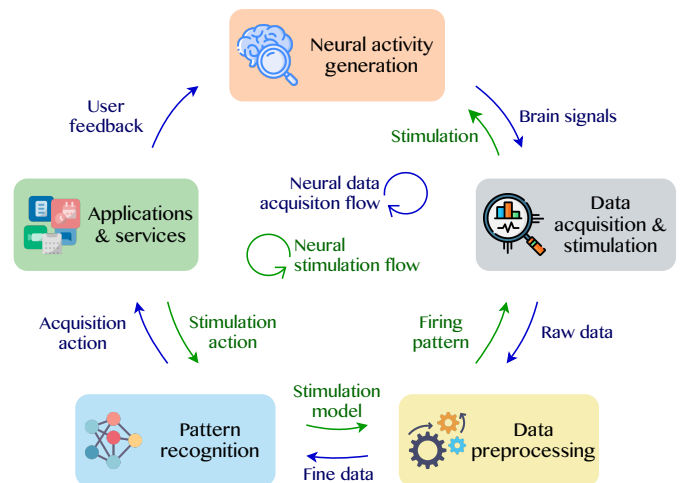 Neural activity
generation
User
feedback
Brain signals
Stimulation
Neural data
acquisiton flow
Applications
& services
Data
acquisition &
stimulation
Neural
stimulation flow
Acquisition
action
Stimulation
action
Firing
pattern
Raw data
Stimulation
model
Pattern
recognition
Data
preprocessing
Fine data